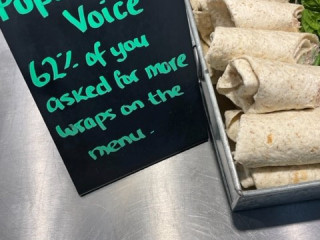 Voice
62% of you
asked for more
wraps on the
menu.